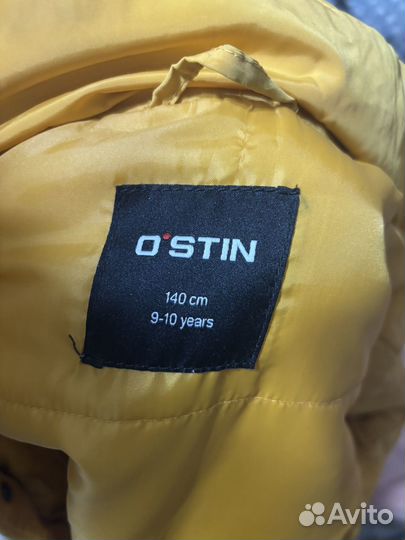 O'STIN
140 cm
9-10 years
Avito